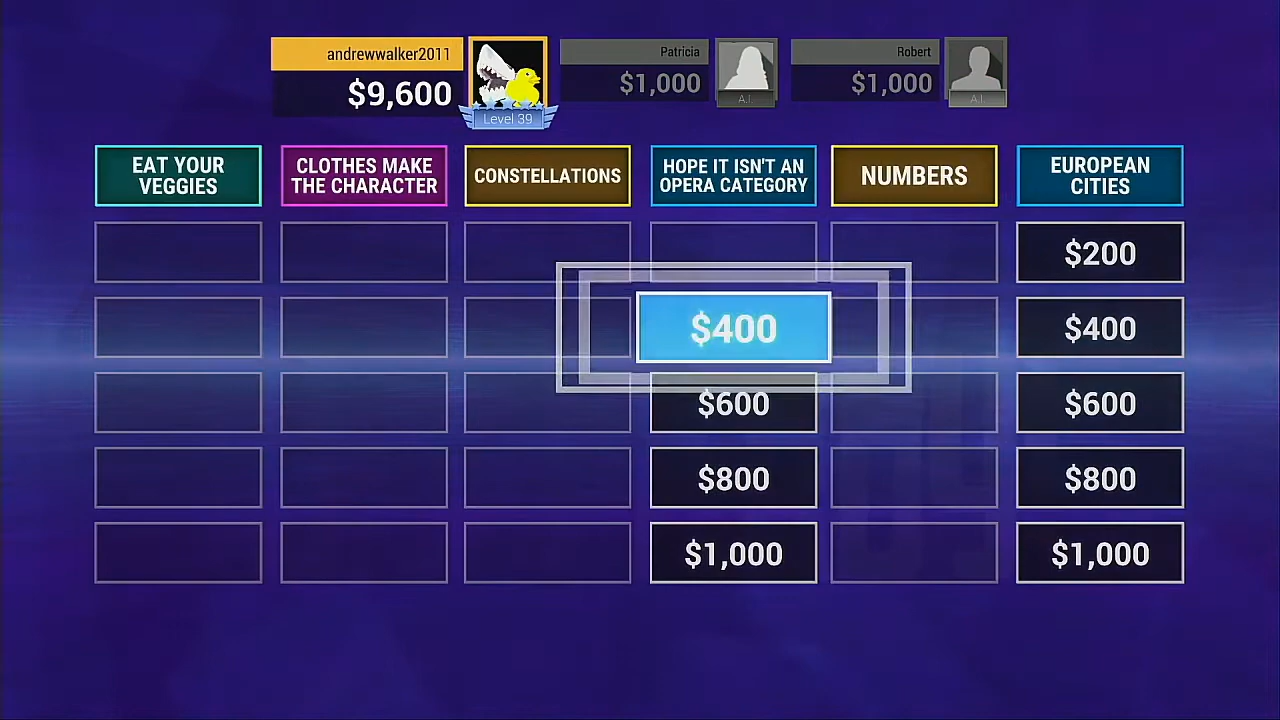 andrewwalker2011
$9,600
Level 39
Patricia
$1,000
A.I.
Robert
$1,000
A.I.
EAT YOUR
VEGGIES
CLOTHES MAKE
THE CHARACTER
CONSTELLATIONS
HOPE IT ISN'T AN
OPERA CATEGORY
NUMBERS
EUROPEAN
CITIES
$200
$400
$400
$600
$600
$800
$800
$1,000
$1,000